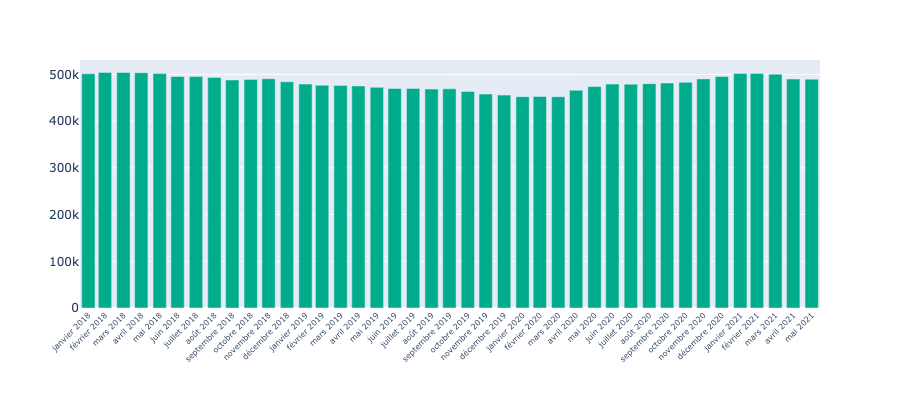 500k
400k
300k
200k
100k
0
janvier 2018
février 2018
mars 2018
avril 2018
mai 2018
juin 2018
juillet 2018
août 2018
septembre 2018
octobre 2018
novembre 2018
décembre 2018
janvier 2019
février 2019
mars 2019
avril 2019
mai 2019
juin 2019
juillet 2019
août 2019
septembre 2019
octobre 2019
novembre 2019
décembre 2019
janvier 2020
février 2020
mars 2020
avril 2020
mai 2020
juin 2020
juillet 2020
août 2020
septembre 2020
octobre 2020
novembre 2020
décembre 2020
janvier 2021
février 2021
mars 2021
avril 2021
mai 2021